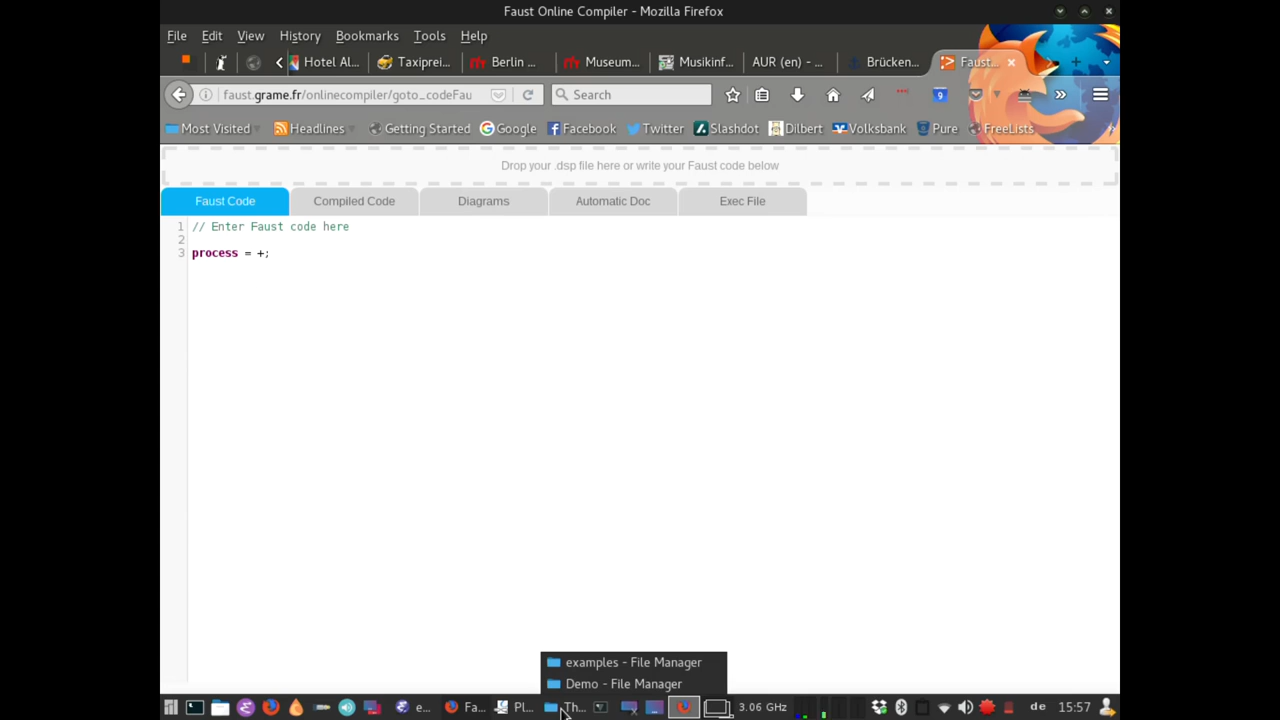 Faust Online Compiler - Mozilla Firefox
File Edit View History Bookmarks Tools Help
Hotel Al... Taxiprei... Berlin ... Museum... Musikinf... AUR (en) - ... Brücken... Faust...
faust.grame.fr/onlinecompiler/goto_codeFau Search 9
Most Visited Headlines Getting Started Google Facebook Twitter Slashdot Dilbert Volksbank Pure FreeLists
Drop your .dsp file here or write your Faust code below
Faust Code Compiled Code Diagrams Automatic Doc Exec File
1 // Enter Faust code here
2
3 process = +;
examples - File Manager
Demo - File Manager
e... Fa... Pl... Th... 3.06 GHz de 15:57